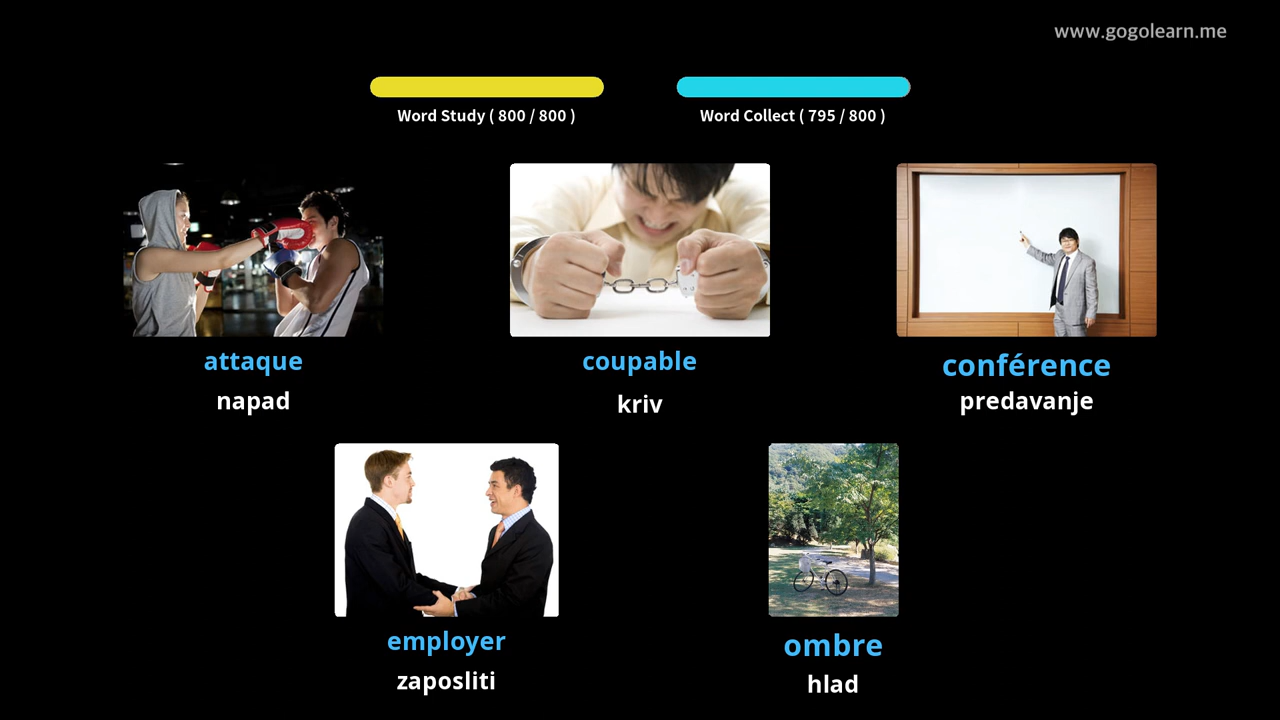 www.gogolearn.me
Word Study ( 800 / 800 )
Word Collect ( 795 / 800 )
attaque
napad
coupable
kriv
conférence
predavanje
employer
zaposliti
ombre
hlad